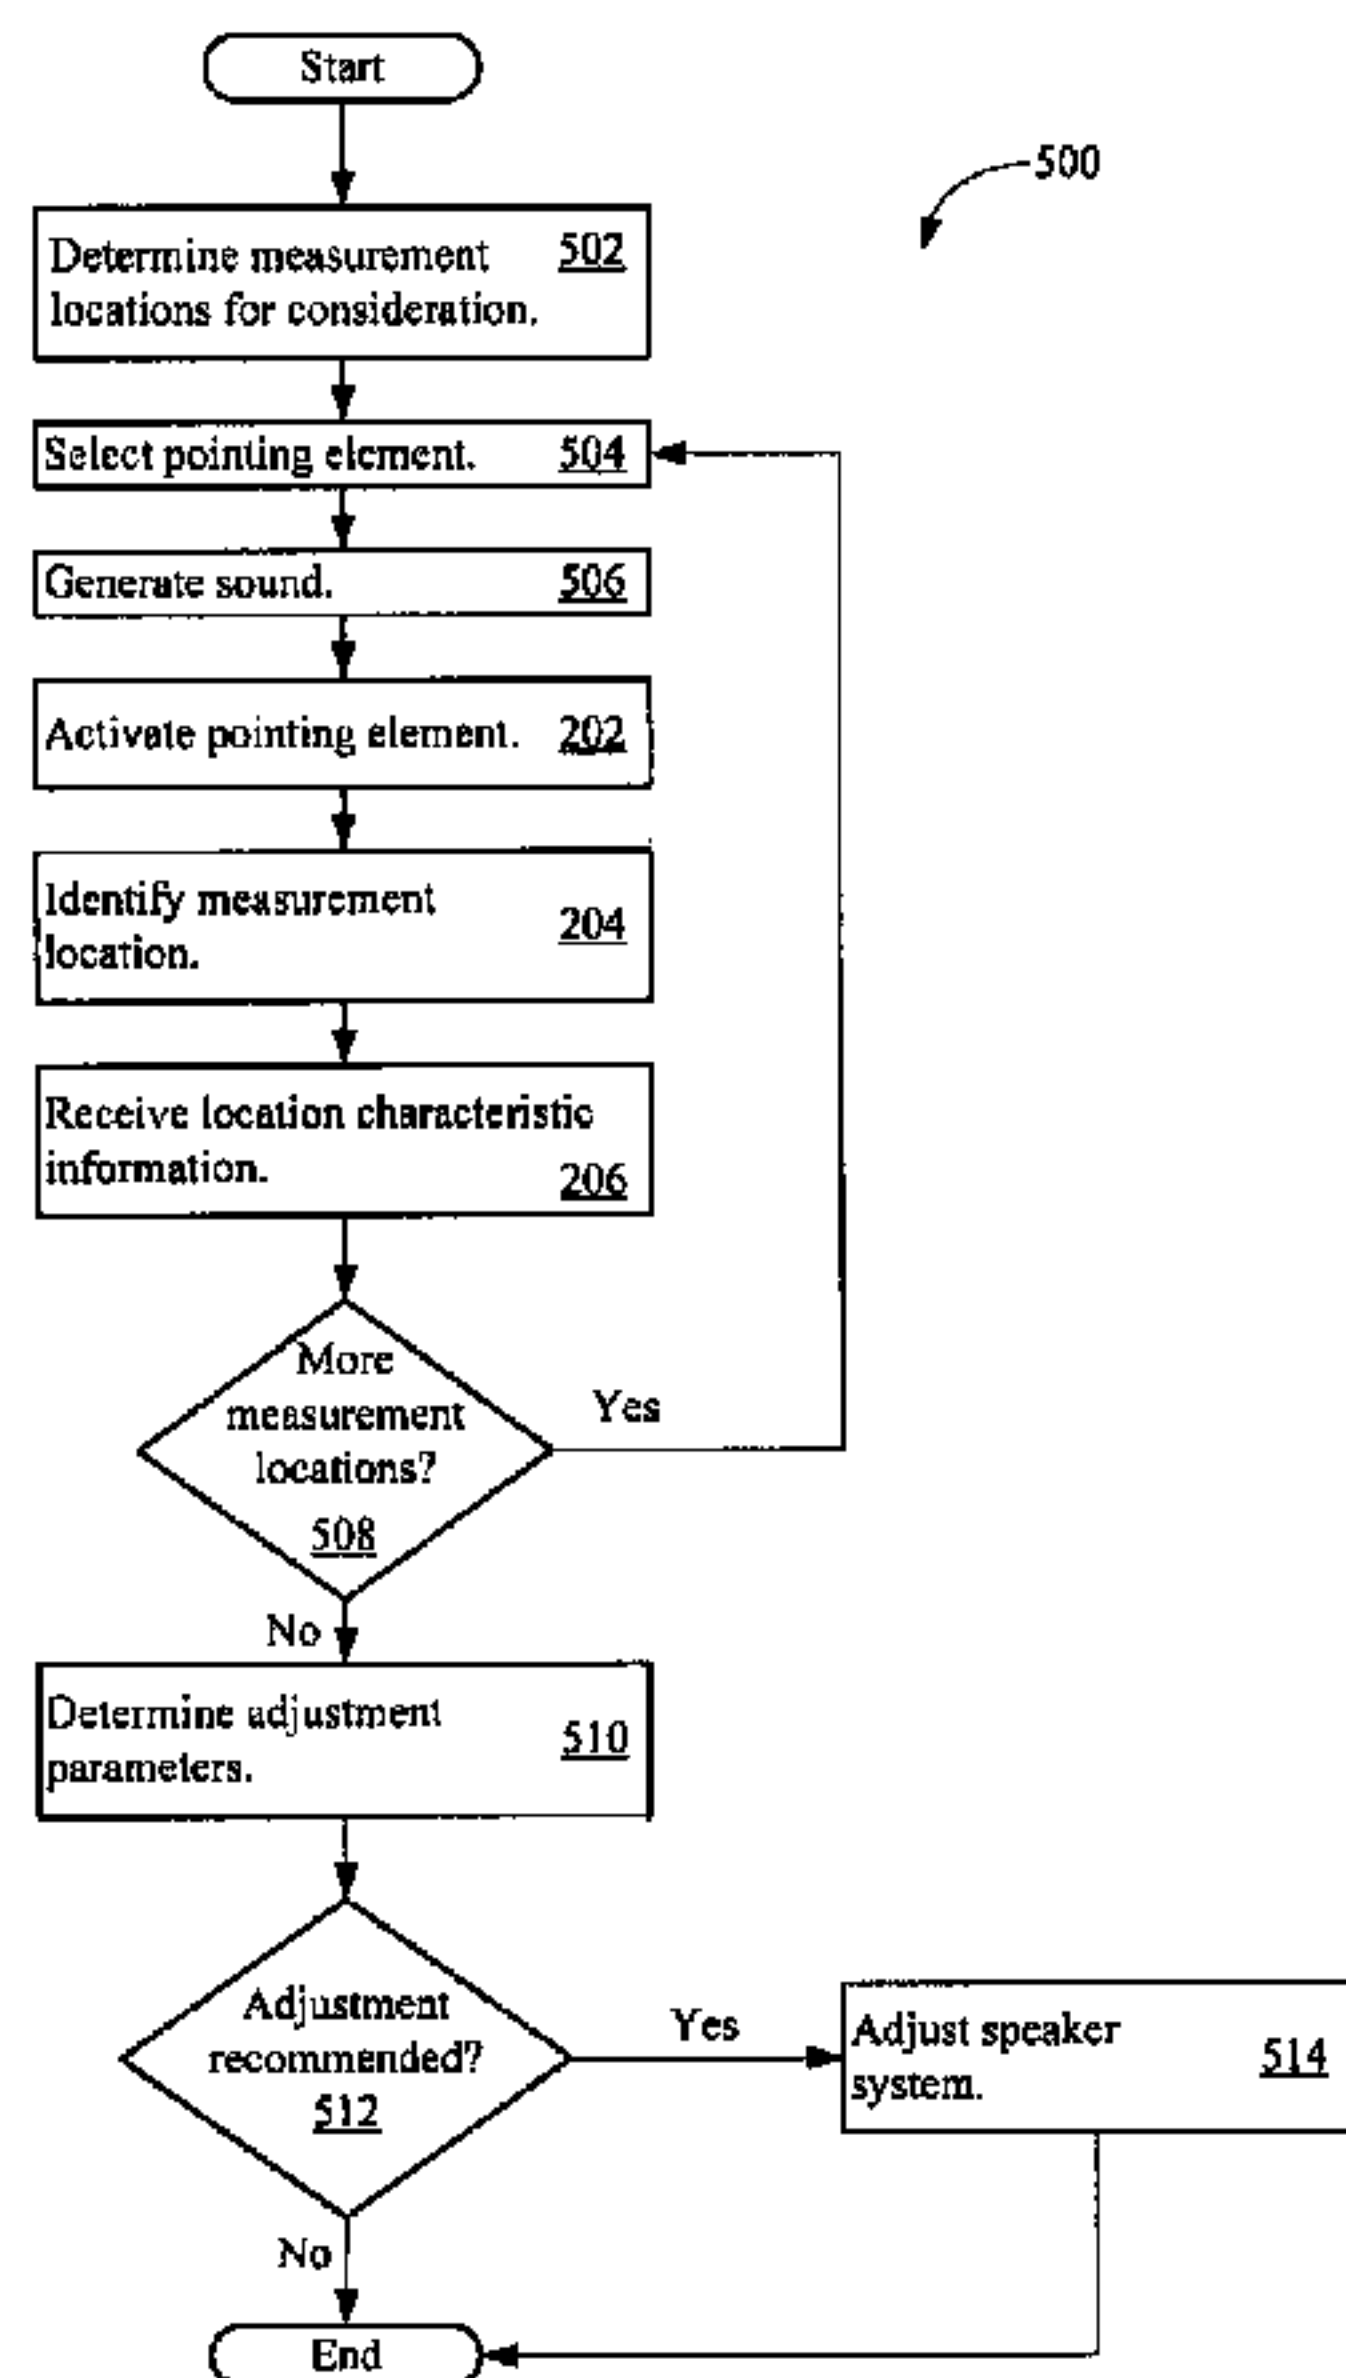 Start
500
Determine measurement 502
locations for consideration.
Select pointing element. 504
Generate sound. 506
Activate pointing element. 202
Identify measurement
location. 204
Receive location characteristic
information. 206
More
measurement
locations?
508
Yes
No
Determine adjustment
parameters. 510
Adjustment
recommended?
512
Yes
Adjust speaker
system. 514
No
End